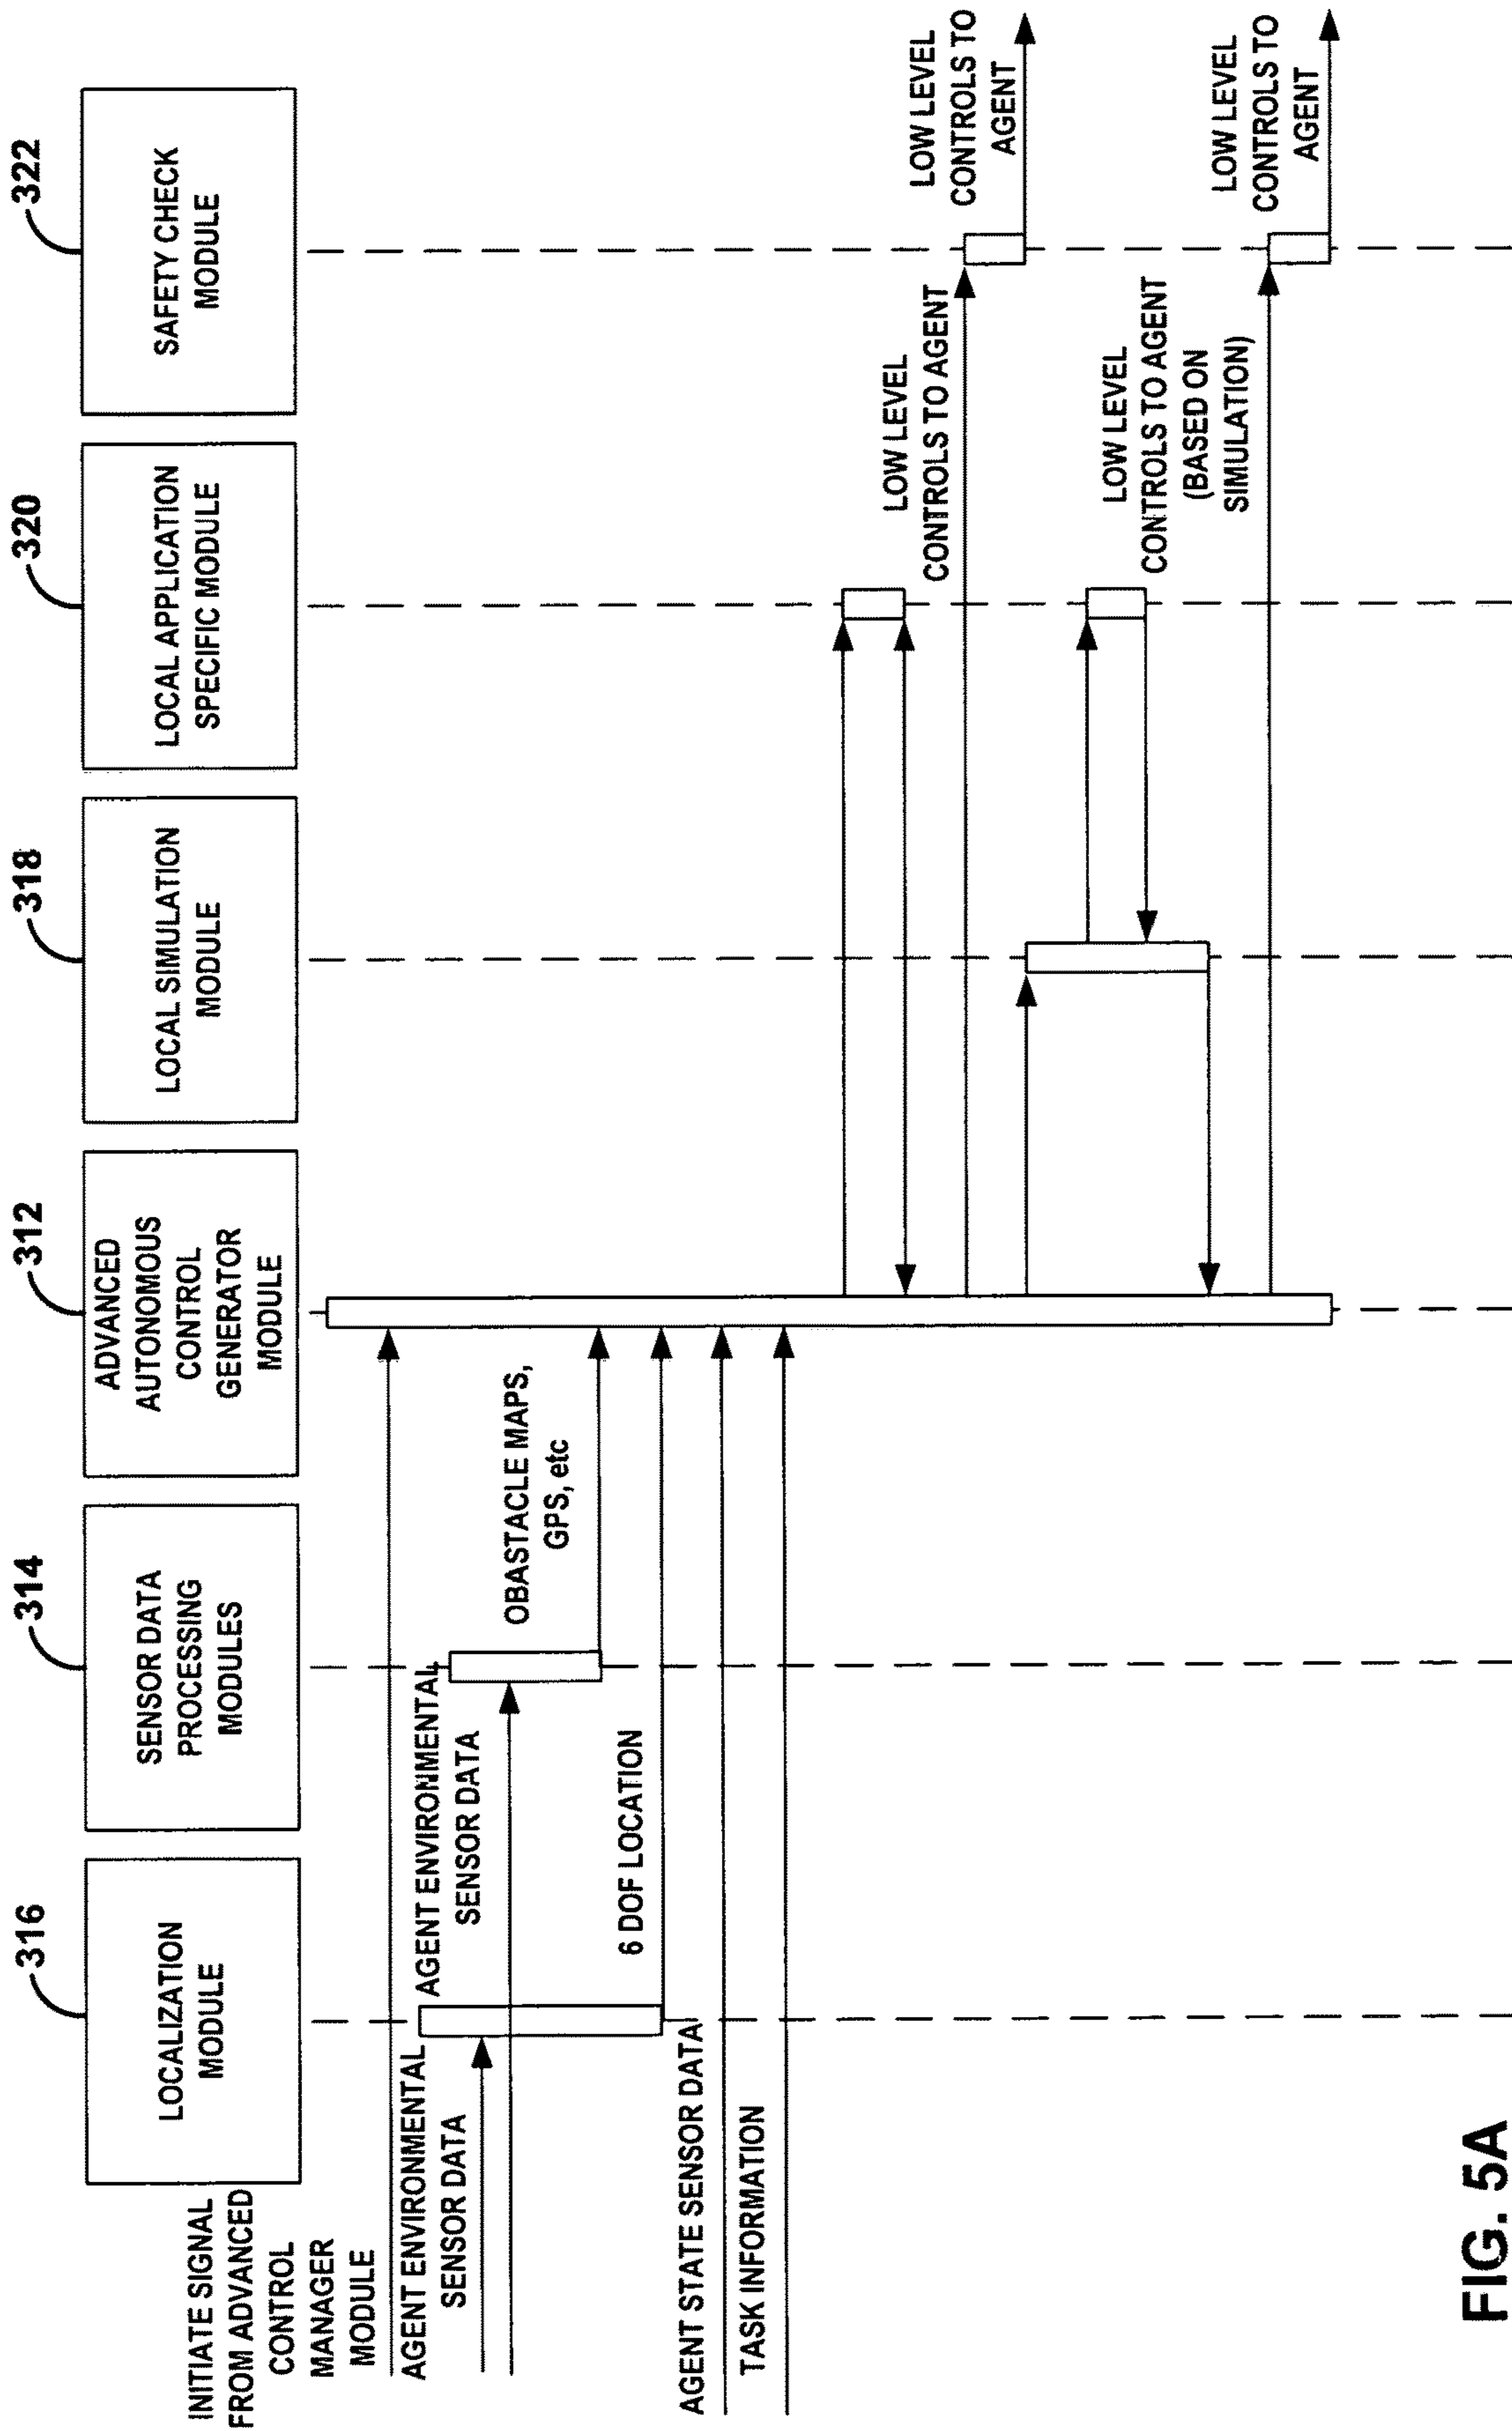 316
314
312
318
320
322
LOCALIZATION
MODULE
SENSOR DATA
PROCESSING
MODULES
ADVANCED
AUTONOMOUS
CONTROL
GENERATOR
MODULE
LOCAL SIMULATION
MODULE
LOCAL APPLICATION
SPECIFIC MODULE
SAFETY CHECK
MODULE
INITIATE SIGNAL
FROM ADVANCED
CONTROL
MANAGER
MODULE
AGENT ENVIRONMENTAL
SENSOR DATA
AGENT ENVIRONMENTAL
SENSOR DATA
OBASTACLE MAPS,
GPS, etc
6 DOF LOCATION
AGENT STATE SENSOR DATA
TASK INFORMATION
LOW LEVEL
CONTROLS TO AGENT
LOW LEVEL
CONTROLS TO
AGENT
LOW LEVEL
CONTROLS TO AGENT
(BASED ON
SIMULATION)
LOW LEVEL
CONTROLS TO
AGENT
FIG. 5A